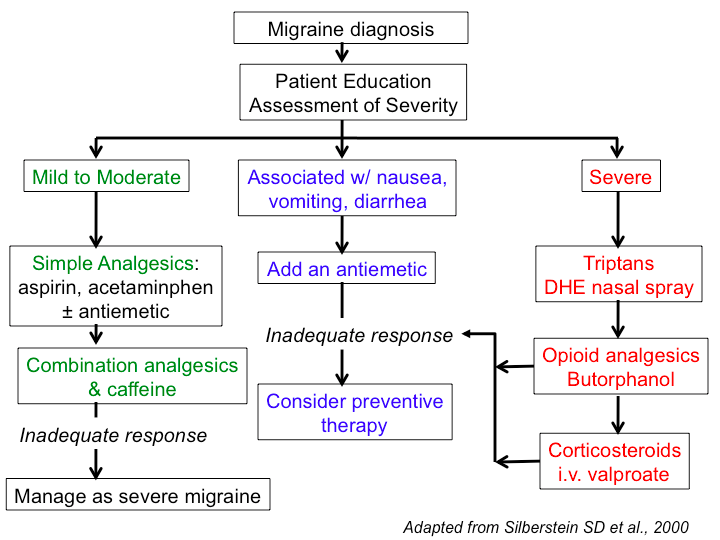 Migraine diagnosis
Patient Education
Assessment of Severity
Mild to Moderate
Associated w/ nausea,
vomiting, diarrhea
Severe
Simple Analgesics:
aspirin, acetaminphen
± antiemetic
Add an antiemetic
Triptans
DHE nasal spray
Inadequate response
Combination analgesics
& caffeine
Opioid analgesics
Butorphanol
Consider preventive
therapy
Inadequate response
Corticosteroids
i.v. valproate
Manage as severe migraine
Adapted from Silberstein SD et al., 2000